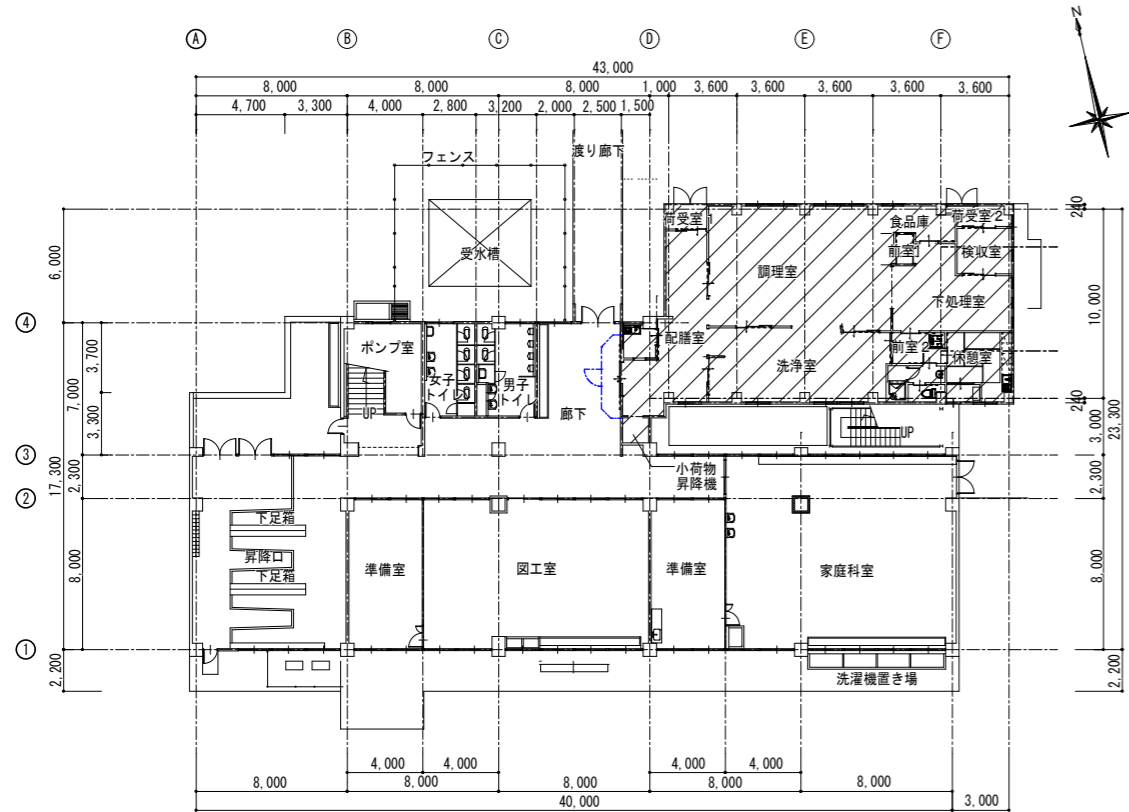 Ⓐ Ⓑ Ⓒ Ⓓ Ⓔ Ⓕ
N
43,000
8,000 8,000 8,000 1,000 3,600 3,600 3,600 3,600 3,600
4,700 3,300 4,000 2,800 3,200 2,000 2,500 1,500
フェンス
渡り廊下
受水槽
荷受室
食品庫
荷受室2
前室1
検収室
調理室
下処理室
240
6,000
10,000
④
ポンプ室
配膳室
前室2
休憩室
洗浄室
女子
トイレ
男子
トイレ
UP
廊下
UP
3,700
7,000
3,300
240
3,000
23,300
③
小荷物
昇降機
17,300
2,300
2,300
②
下足箱
昇降口
下足箱
準備室
図工室
準備室
家庭科室
8,000
8,000
①
2,200
2,200
洗濯機置き場
4,000 4,000 4,000 4,000
8,000 8,000 8,000 8,000 8,000
40,000 3,000